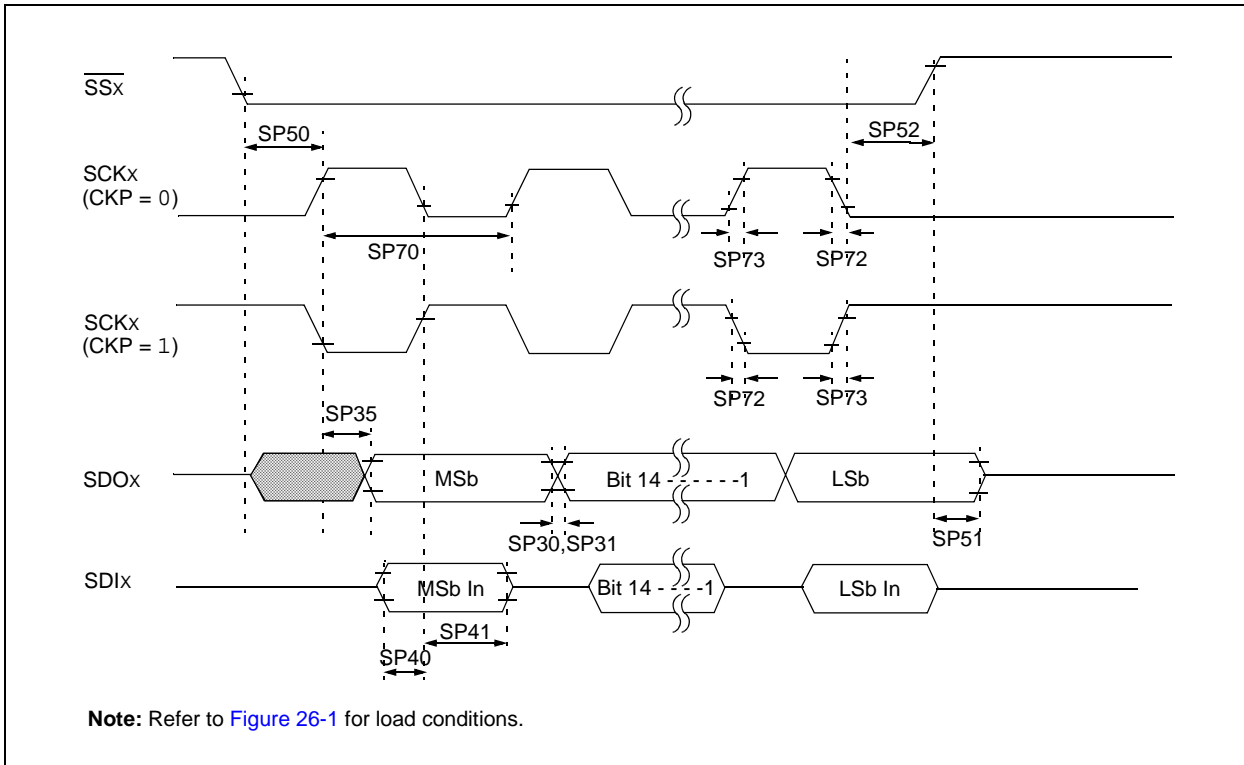 SSx
SP50
SP52
SCKx
(CKP = 0)
SP70
SP73
SP72
SCKx
(CKP = 1)
SP72
SP73
SP35
SDOx
MSb
Bit 14 - - - - - -1
LSb
SP30,SP31
SP51
SDIx
MSb In
Bit 14 - - - -1
LSb In
SP41
SP40
Note: Refer to Figure 26-1 for load conditions.